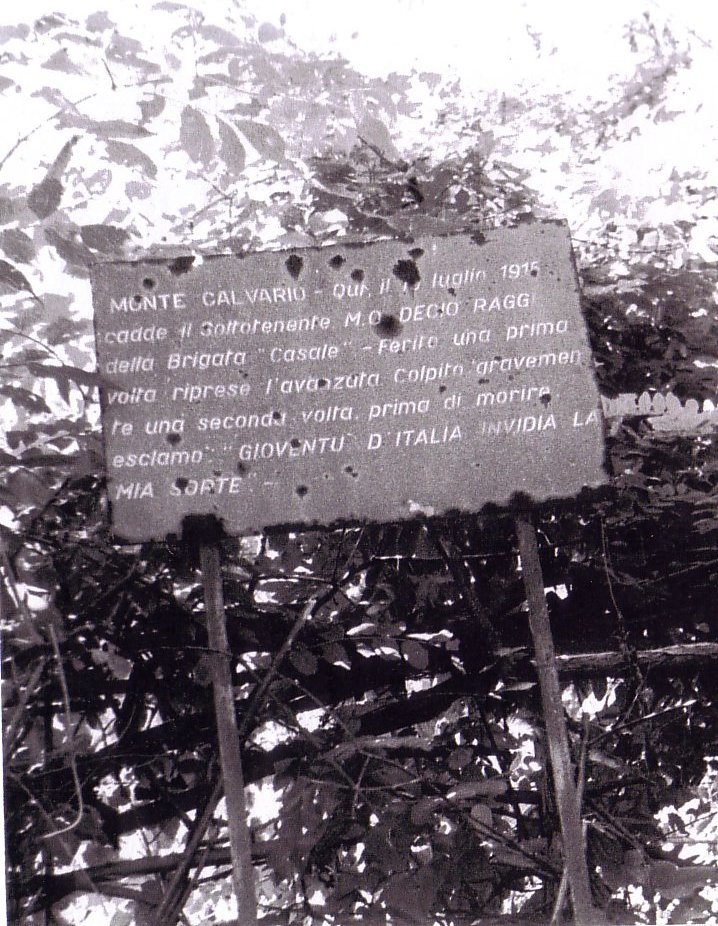 MONTE CALVARIO - Qui, il luglio 1915
cadde il Sottotenente M.O. DECIO RAGGI
della Brigata "Casale" - Ferito una prima
volta riprese l'avanzata. Colpito gravemen
te una seconda volta, prima di morire
esclamò: "GIOVENTU' D'ITALIA INVIDIA LA
MIA SORTE" -